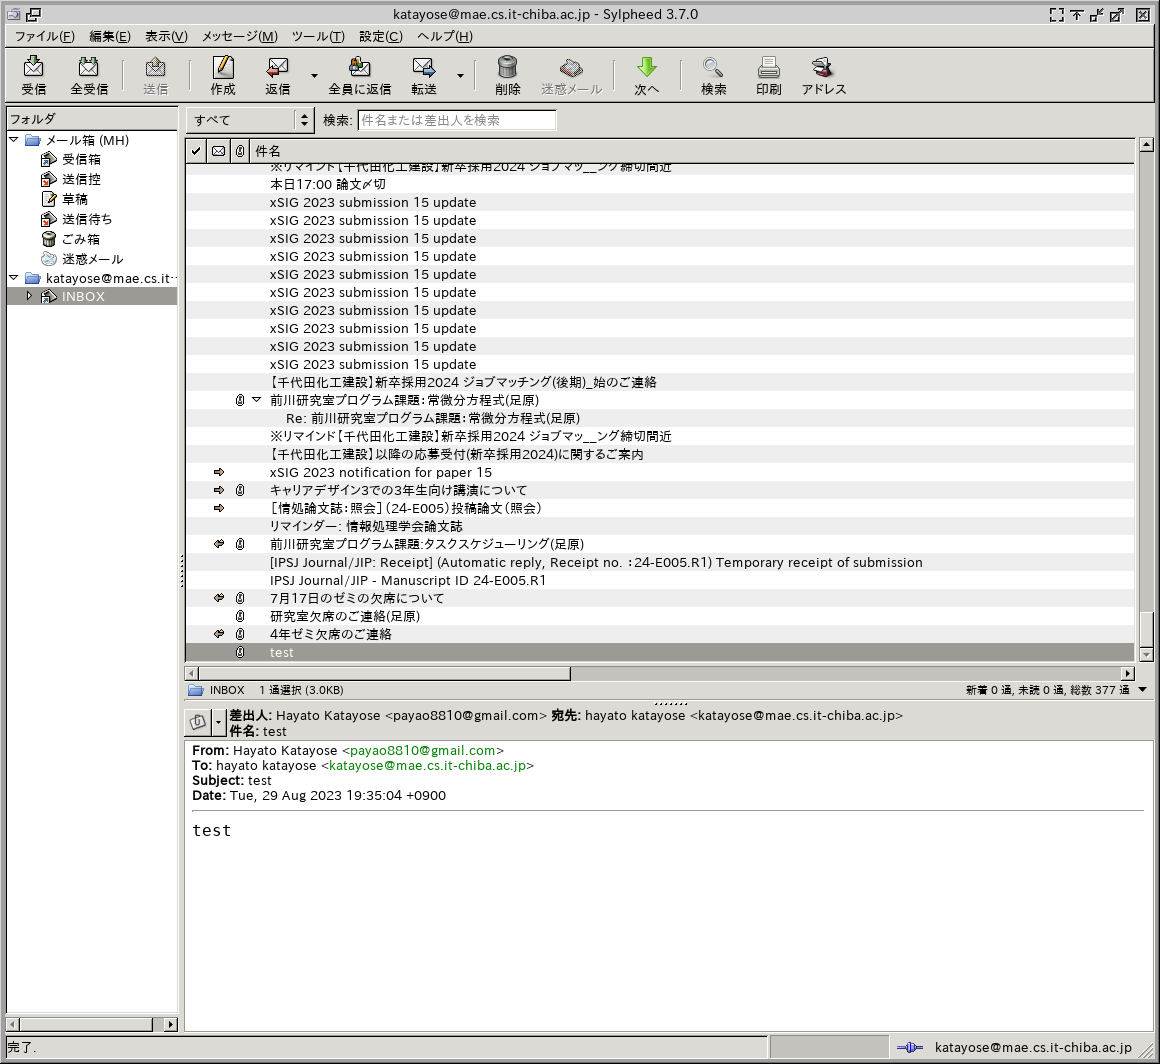 katayose@mae.cs.it-chiba.ac.jp - Sylpheed 3.7.0
ファイル(F) 編集(E) 表示(V) メッセージ(M) ツール(T) 設定(C) ヘルプ(H)
受信 全受信 送信 作成 返信 全員に返信 転送 削除 迷惑メール 次へ 検索 印刷 アドレス
フォルダ
メール箱 (MH)
受信箱
送信控
草稿
送信待ち
ごみ箱
迷惑メール
katayose@mae.cs.it-
INBOX
すべて 検索: 件名または差出人を検索
件名
※リマインド【千代田化工建設】新卒採用2024 ジョブマッ__ング締切間近
本日17:00 論文〆切
xSIG 2023 submission 15 update
xSIG 2023 submission 15 update
xSIG 2023 submission 15 update
xSIG 2023 submission 15 update
xSIG 2023 submission 15 update
xSIG 2023 submission 15 update
xSIG 2023 submission 15 update
xSIG 2023 submission 15 update
xSIG 2023 submission 15 update
xSIG 2023 submission 15 update
【千代田化工建設】新卒採用2024 ジョブマッチング(後期)_始のご連絡
前川研究室プログラム課題：常微分方程式(足原)
Re: 前川研究室プログラム課題：常微分方程式(足原)
※リマインド【千代田化工建設】新卒採用2024 ジョブマッ__ング締切間近
【千代田化工建設】以降の応募受付(新卒採用2024)に関するご案内
xSIG 2023 notification for paper 15
キャリアデザイン3での3年生向け講演について
［情処論文誌：照会］（24-E005）投稿論文（照会）
リマインダー: 情報処理学会論文誌
前川研究室プログラム課題:タスクスケジューリング(足原)
[IPSJ Journal/JIP: Receipt] (Automatic reply, Receipt no. ：24-E005.R1) Temporary receipt of submission
IPSJ Journal/JIP - Manuscript ID 24-E005.R1
7月17日のゼミの欠席について
研究室欠席のご連絡(足原)
4年ゼミ欠席のご連絡
test
INBOX 1 通選択 (3.0KB) 新着 0 通, 未読 0 通, 総数 377 通
差出人: Hayato Katayose <payao8810@gmail.com> 宛先: hayato katayose <katayose@mae.cs.it-chiba.ac.jp>
件名: test
From: Hayato Katayose <payao8810@gmail.com>
To: hayato katayose <katayose@mae.cs.it-chiba.ac.jp>
Subject: test
Date: Tue, 29 Aug 2023 19:35:04 +0900
test
完了. katayose@mae.cs.it-chiba.ac.jp